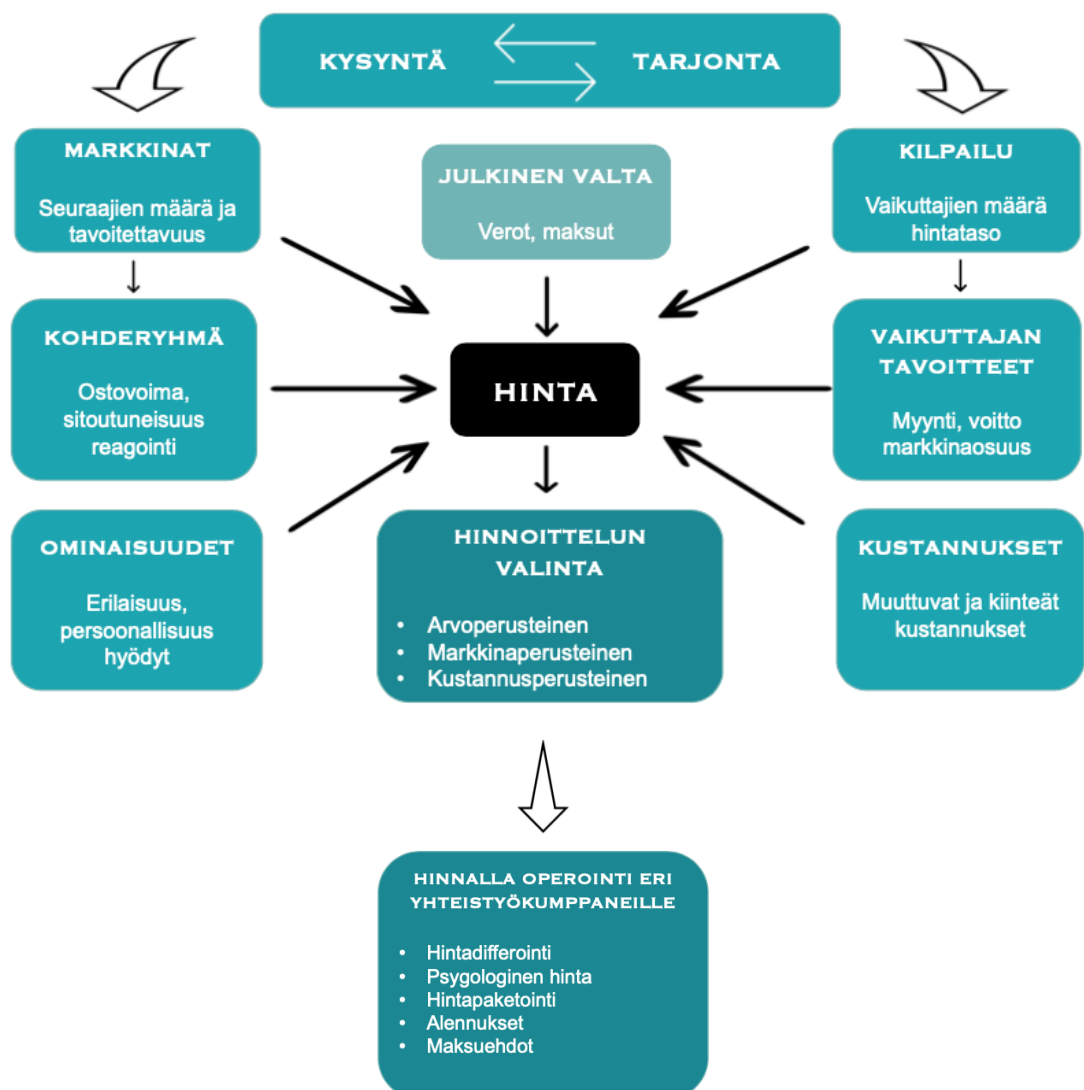 KYSYNTÄ
TARJONTA
MARKKINAT
Seuraajien määrä ja
tavoitettavuus
JULKINEN VALTA
Verot, maksut
KILPAILU
Vaikuttajien määrä
hintataso
KOHDERYHMÄ
Ostovoima,
sitoutuneisuus
reagointi
HINTA
VAIKUTTAJAN
TAVOITTEET
Myynti, voitto
markkinaosuus
OMINAISUUDET
Erilaisuus,
persoonallisuus
hyödyt
HINNOITTELUN
VALINTA
• Arvoperusteinen
• Markkinaperusteinen
• Kustannusperusteinen
KUSTANNUKSET
Muuttuvat ja kiinteät
kustannukset
HINNALLA OPEROINTI ERI
YHTEISTYÖKUMPPANEILLE
• Hintadifferointi
• Psygologinen hinta
• Hintapaketointi
• Alennukset
• Maksuehdot